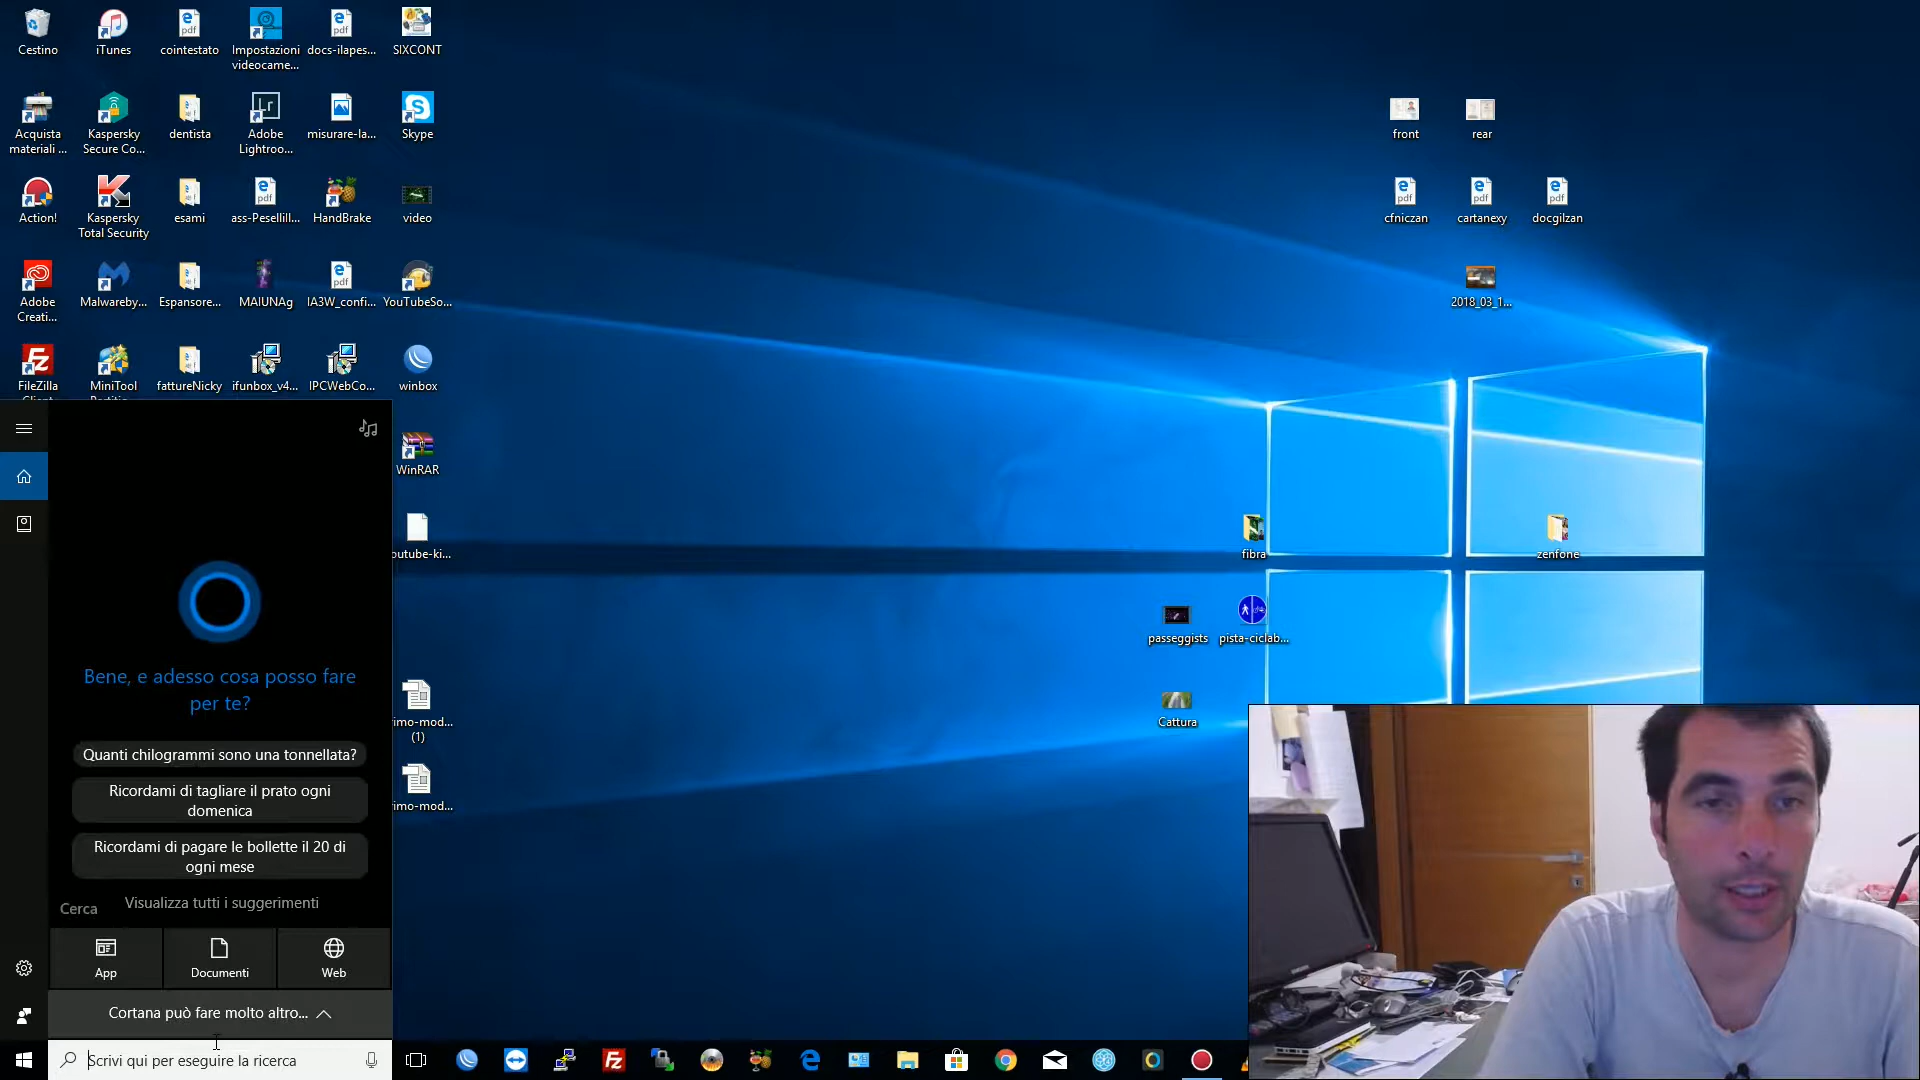 Cestino
iTunes
cointestato
Impostazioni
videocame...
docs-ilapes...
SIXCONT
Acquista
materiali ...
Kaspersky
Secure Co...
dentista
Adobe
Lightroo...
misurare-la...
Skype
Action!
Kaspersky
Total Security
esami
ass-Pesellill...
HandBrake
video
Adobe
Creati...
Malwareby...
Espansore...
MAIUNAg
IA3W_confi...
YouTubeSo...
FileZilla
MiniTool
fattureNicky
ifunbox_v4...
IPCWebCo...
winbox
WinRAR
outube-ki...
imo-mod...
(1)
imo-mod...
front
rear
cfniczan
cartanexy
docgilzan
2018_03_1...
fibra
zenfone
passeggists
pista-ciclab...
Cattura
Bene, e adesso cosa posso fare
per te?
Quanti chilogrammi sono una tonnellata?
Ricordami di tagliare il prato ogni
domenica
Ricordami di pagare le bollette il 20 di
ogni mese
Visualizza tutti i suggerimenti
Cerca
App
Documenti
Web
Cortana può fare molto altro...
Scrivi qui per eseguire la ricerca